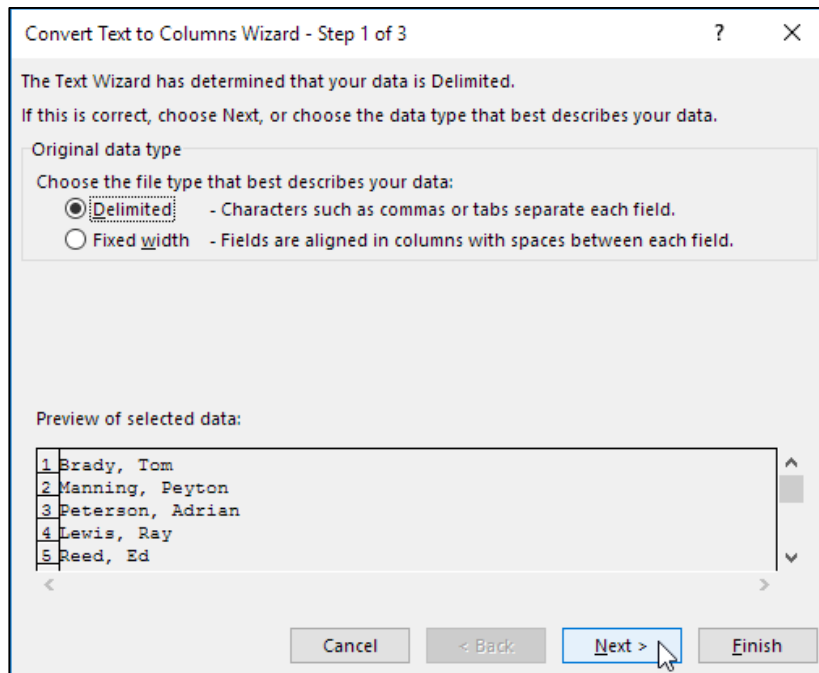 Convert Text to Columns Wizard - Step 1 of 3 ?
The Text Wizard has determined that your data is Delimited.
If this is correct, choose Next, or choose the data type that best describes your data.
Original data type
Choose the file type that best describes your data:
Delimited - Characters such as commas or tabs separate each field.
Fixed width - Fields are aligned in columns with spaces between each field.
Preview of selected data:
1 Brady, Tom
2 Manning, Peyton
3 Peterson, Adrian
4 Lewis, Ray
5 Reed, Ed
Cancel < Back Next > Finish